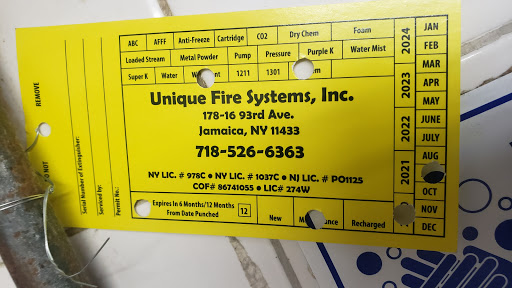 ABC AFFF Anti-Freeze Cartridge CO2 Dry Chem Foam
Loaded Stream Metal Powder Pump Pressure Purple K Water Mist
Super K Water 1211 1301
Unique Fire Systems, Inc.
178-16 93rd Ave.
Jamaica, NY 11433
718-526-6363
NY LIC. # 978C • NY LIC. # 1037C • NJ LIC.# PO1125
COF# 86741055 • LIC# 274W
Expires In 6 Months/12 Months
From Date Punched
12
New
Recharged
2024
2023
2022
2021
JAN
FEB
MAR
APR
MAY
JUNE
JULY
AUG
OCT
NOV
DEC
REMOVE
NOT
Serial Number of Extinguisher:
Serviced by:
Permit No.: